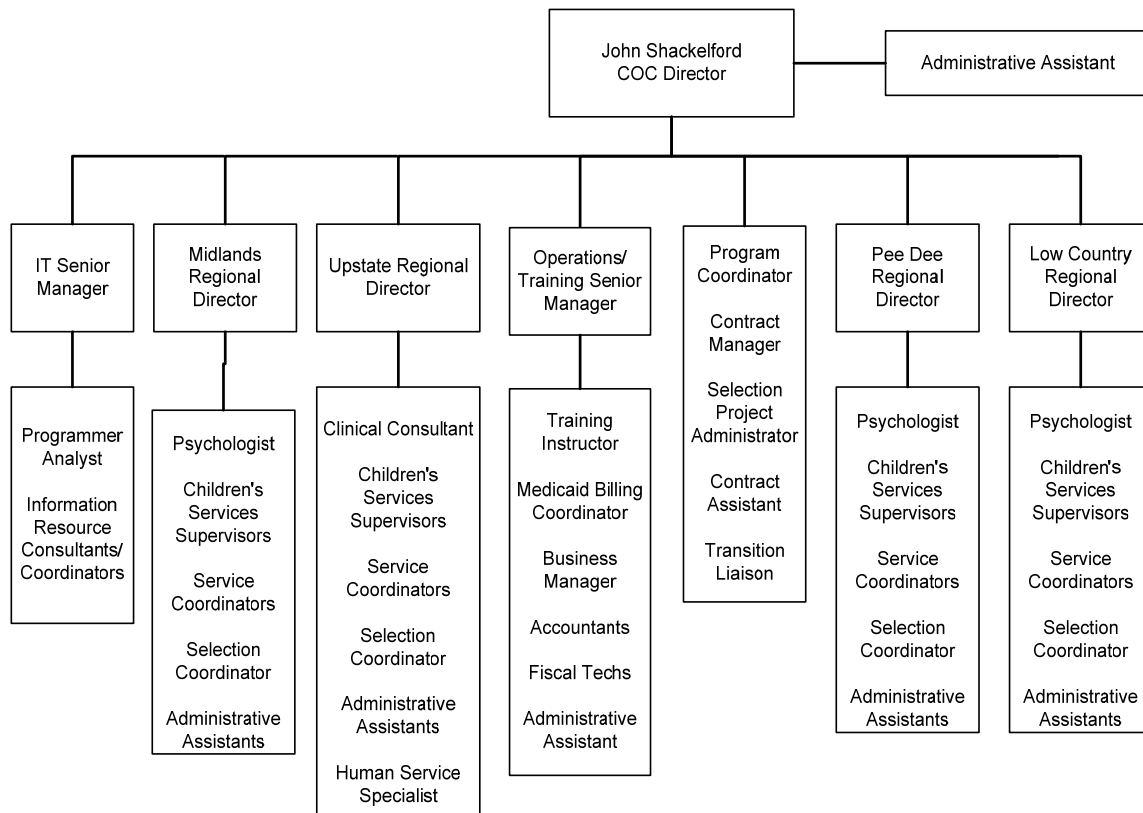 John Shackelford
COC Director
Administrative Assistant
IT Senior
Manager
Midlands
Regional
Director
Upstate Regional
Director
Operations/
Training Senior
Manager
Program
Coordinator
Contract
Manager
Selection
Project
Administrator
Contract
Assistant
Transition
Liaison
Pee Dee
Regional
Director
Low Country
Regional
Director
Programmer
Analyst
Information
Resource
Consultants/
Coordinators
Psychologist
Children's
Services
Supervisors
Service
Coordinators
Selection
Coordinator
Administrative
Assistants
Clinical Consultant
Children's
Services
Supervisors
Service
Coordinators
Selection
Coordinator
Administrative
Assistants
Human Service
Specialist
Training
Instructor
Medicaid Billing
Coordinator
Business
Manager
Accountants
Fiscal Techs
Administrative
Assistant
Psychologist
Children's
Services
Supervisors
Service
Coordinators
Selection
Coordinator
Administrative
Assistants
Psychologist
Children's
Services
Supervisors
Service
Coordinators
Selection
Coordinator
Administrative
Assistants